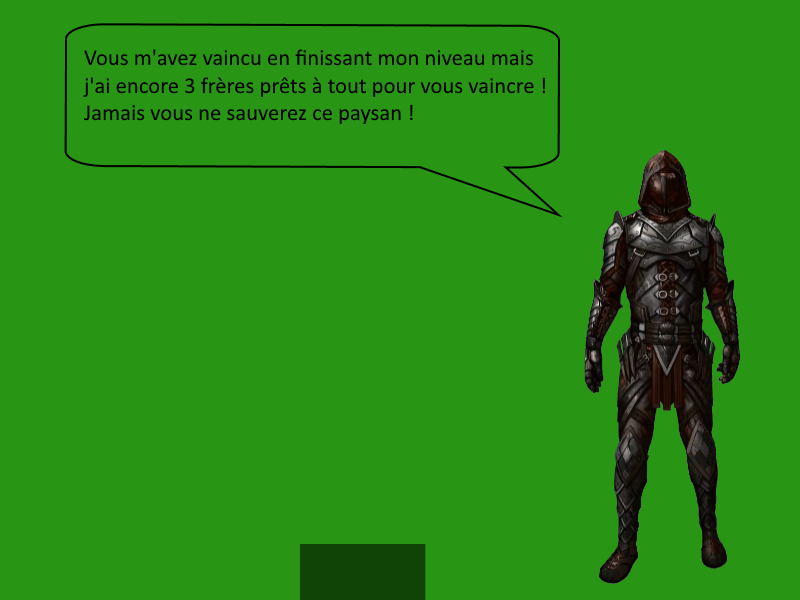 Vous m'avez vaincu en finissant mon niveau mais
j'ai encore 3 frères prêts à tout pour vous vaincre !
Jamais vous ne sauverez ce paysan !